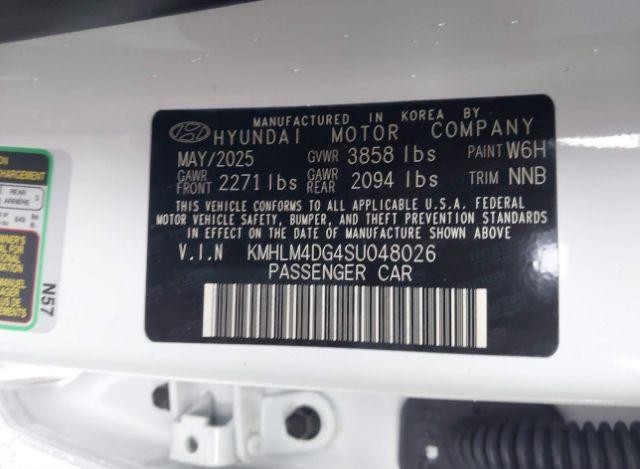 MANUFACTURED IN KOREA BY
HYUNDAI MOTOR COMPANY
MAY/2025 GVWR 3858 lbs PAINT W6H
GAWR FRONT 2271 lbs GAWR REAR 2094 lbs TRIM NNB
THIS VEHICLE CONFORMS TO ALL APPLICABLE U.S.A. FEDERAL
MOTOR VEHICLE SAFETY, BUMPER, AND THEFT PREVENTION STANDARDS
IN EFFECT ON THE DATE OF MANUFACTURE SHOWN ABOVE
V.I.N KMHLM4DG4SU048026
PASSENGER CAR
REAR
ARRIÈRE
N57